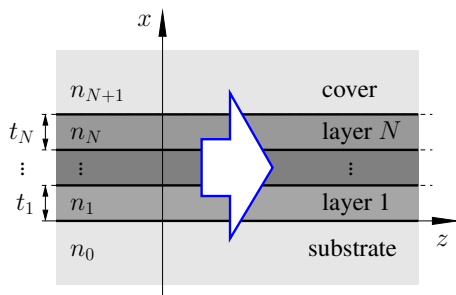 x
n_{N+1} cover
t_N n_N layer N
⋮ ⋮ ⋮
t_1 n_1 layer 1
z
n_0 substrate